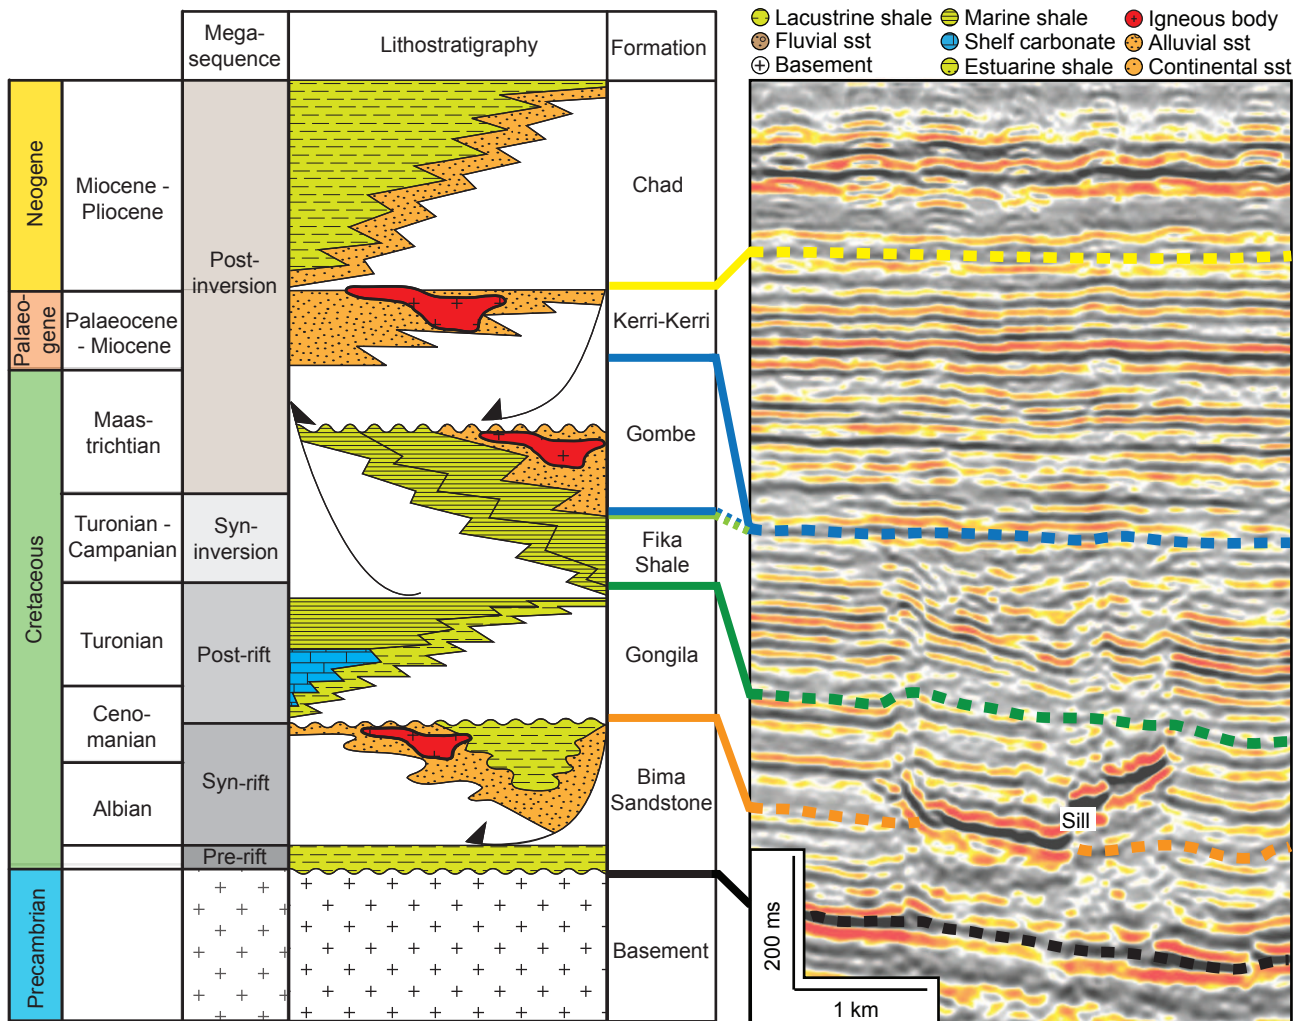 Mega-
sequence
Lithostratigraphy
Formation
Lacustrine shale
Marine shale
Igneous body
Fluvial sst
Shelf carbonate
Alluvial sst
Basement
Estuarine shale
Continental sst
Neogene
Miocene -
Pliocene
Post-
inversion
Chad
Palaeo-
gene
Palaeocene
- Miocene
Kerri-Kerri
Cretaceous
Maas-
trichtian
Gombe
Turonian -
Campanian
Syn-
inversion
Fika
Shale
Turonian
Post-rift
Gongila
Ceno-
manian
Syn-rift
Bima
Sandstone
Albian
Pre-rift
Precambrian
Basement
Sill
200 ms
1 km